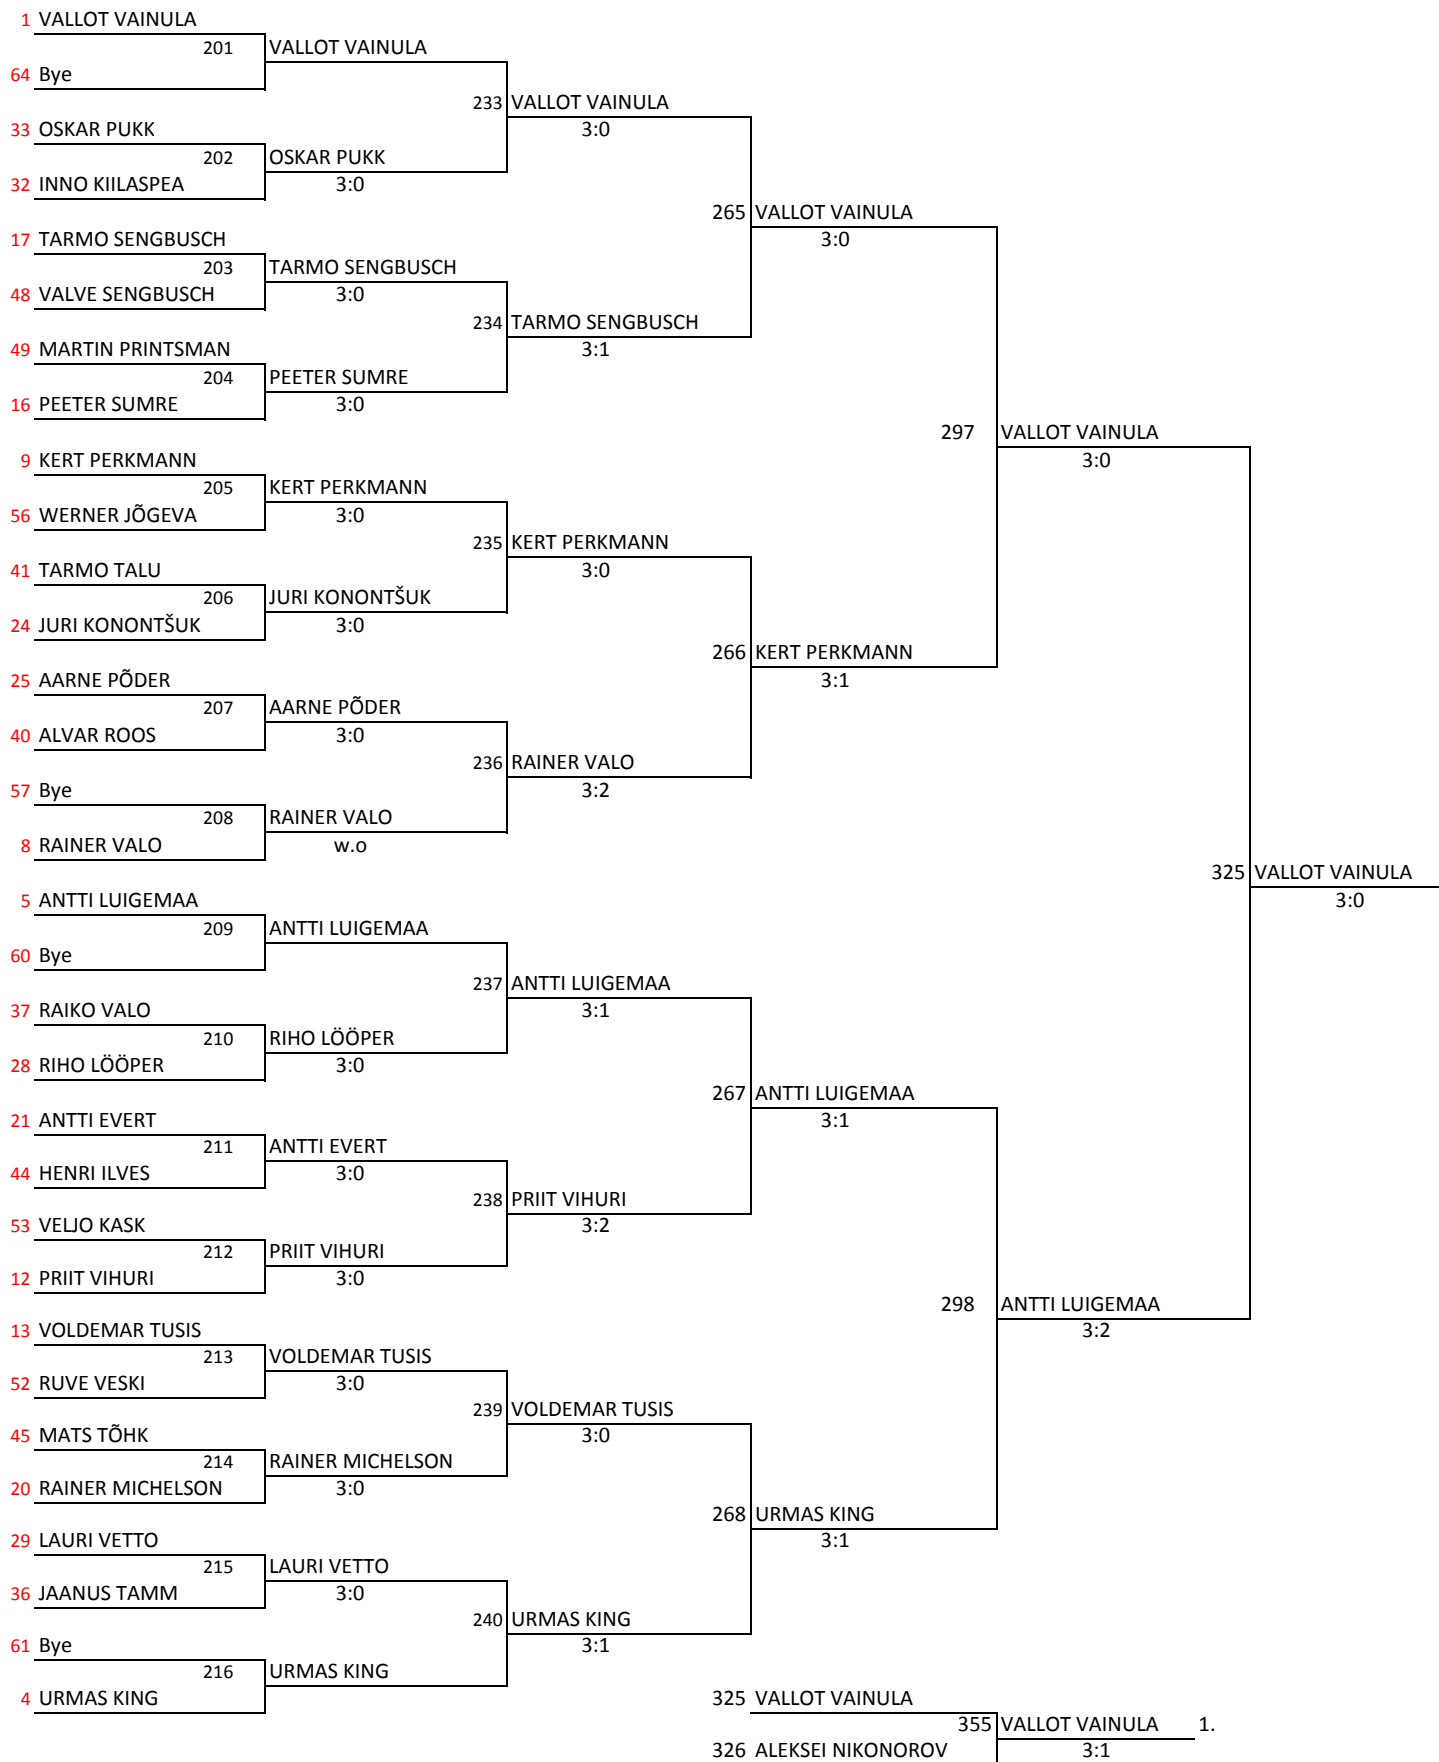 1 VALLOT VAINULA
201 VALLOT VAINULA
64 Bye
233 VALLOT VAINULA
33 OSKAR PUKK 3:0
202 OSKAR PUKK
32 INNO KIILASPEA 3:0
265 VALLOT VAINULA
17 TARMO SENGBUSCH 3:0
203 TARMO SENGBUSCH
48 VALVE SENGBUSCH 3:0
234 TARMO SENGBUSCH
49 MARTIN PRINTSMAN 3:1
204 PEETER SUMRE
16 PEETER SUMRE 3:0
297 VALLOT VAINULA
9 KERT PERKMANN 3:0
205 KERT PERKMANN
56 WERNER JÕGEVA 3:0
235 KERT PERKMANN
41 TARMO TALU 3:0
206 JURI KONONTŠUK
24 JURI KONONTŠUK 3:0
266 KERT PERKMANN
25 AARNE PÕDER 3:1
207 AARNE PÕDER
40 ALVAR ROOS 3:0
236 RAINER VALO
57 Bye 3:2
208 RAINER VALO
8 RAINER VALO w.o
325 VALLOT VAINULA
5 ANTTI LUIGEMAA 3:0
209 ANTTI LUIGEMAA
60 Bye
237 ANTTI LUIGEMAA
37 RAIKO VALO 3:1
210 RIHO LÖÖPER
28 RIHO LÖÖPER 3:0
267 ANTTI LUIGEMAA
21 ANTTI EVERT 3:1
211 ANTTI EVERT
44 HENRI ILVES 3:0
238 PRIIT VIHURI
53 VELJO KASK 3:2
212 PRIIT VIHURI
12 PRIIT VIHURI 3:0
298 ANTTI LUIGEMAA
13 VOLDEMAR TUSIS 3:2
213 VOLDEMAR TUSIS
52 RUVE VESKI 3:0
239 VOLDEMAR TUSIS
45 MATS TÕHK 3:0
214 RAINER MICHELSON
20 RAINER MICHELSON 3:0
268 URMAS KING
29 LAURI VETTO 3:1
215 LAURI VETTO
36 JAANUS TAMM 3:0
240 URMAS KING
61 Bye 3:1
216 URMAS KING
4 URMAS KING 325 VALLOT VAINULA
355 VALLOT VAINULA 1.
326 ALEKSEI NIKONOROV 3:1